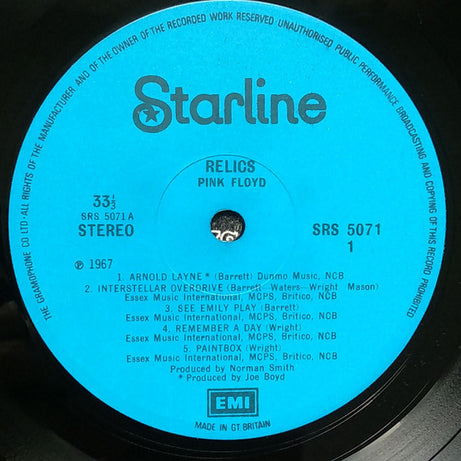 THE GRAMOPHONE CO LTD·ALL RIGHTS OF THE MANUFACTURER AND OF THE OWNER OF THE RECORDED WORK RESERVED UNAUTHORISED PUBLIC PERFORMANCE BROADCASTING AND COPYING OF THIS RECORD PROHIBITED
Starline
RELICS
PINK FLOYD
33⅓
SRS 5071A
STEREO
SRS 5071
1
℗ 1967
1. ARNOLD LAYNE* (Barrett) Dunmo Music, NCB
2. INTERSTELLAR OVERDRIVE (Barrett Waters Wright Mason)
Essex Music International, MCPS, Britico, NCB
3. SEE EMILY PLAY (Barrett)
Essex Music International, MCPS, Britico, NCB
4. REMEMBER A DAY (Wright)
Essex Music International, MCPS, Britico, NCB
5. PAINTBOX (Wright)
Essex Music International, MCPS, Britico, NCB
Produced by Norman Smith
* Produced by Joe Boyd
EMI
MADE IN GT BRITAIN